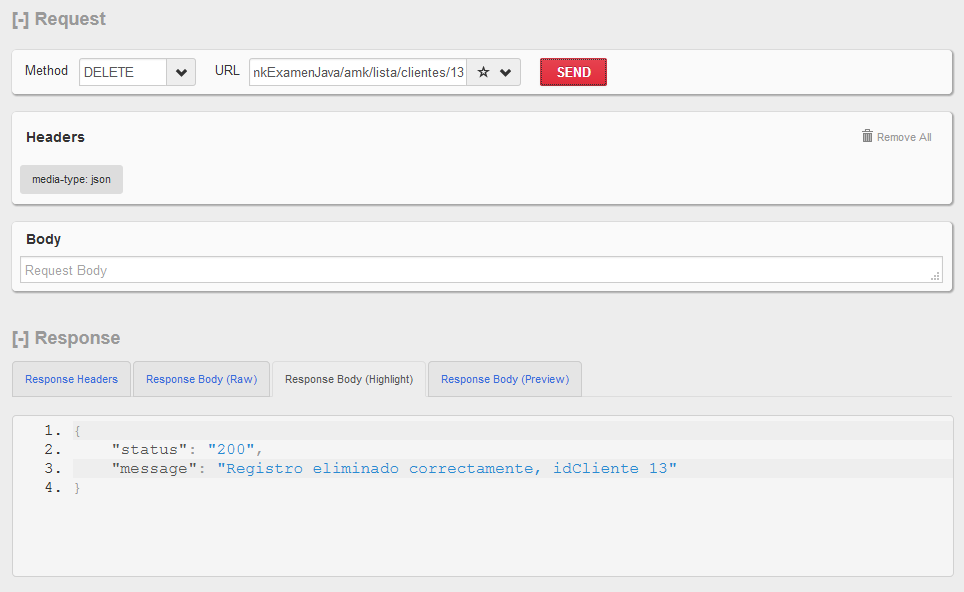 [-] Request
Method DELETE URL nkExamenJava/amk/lista/clientes/13 SEND
Headers Remove All
media-type: json
Body
Request Body
[-] Response
Response Headers Response Body (Raw) Response Body (Highlight) Response Body (Preview)
1. {
2. "status": "200",
3. "message": "Registro eliminado correctamente, idCliente 13"
4. }